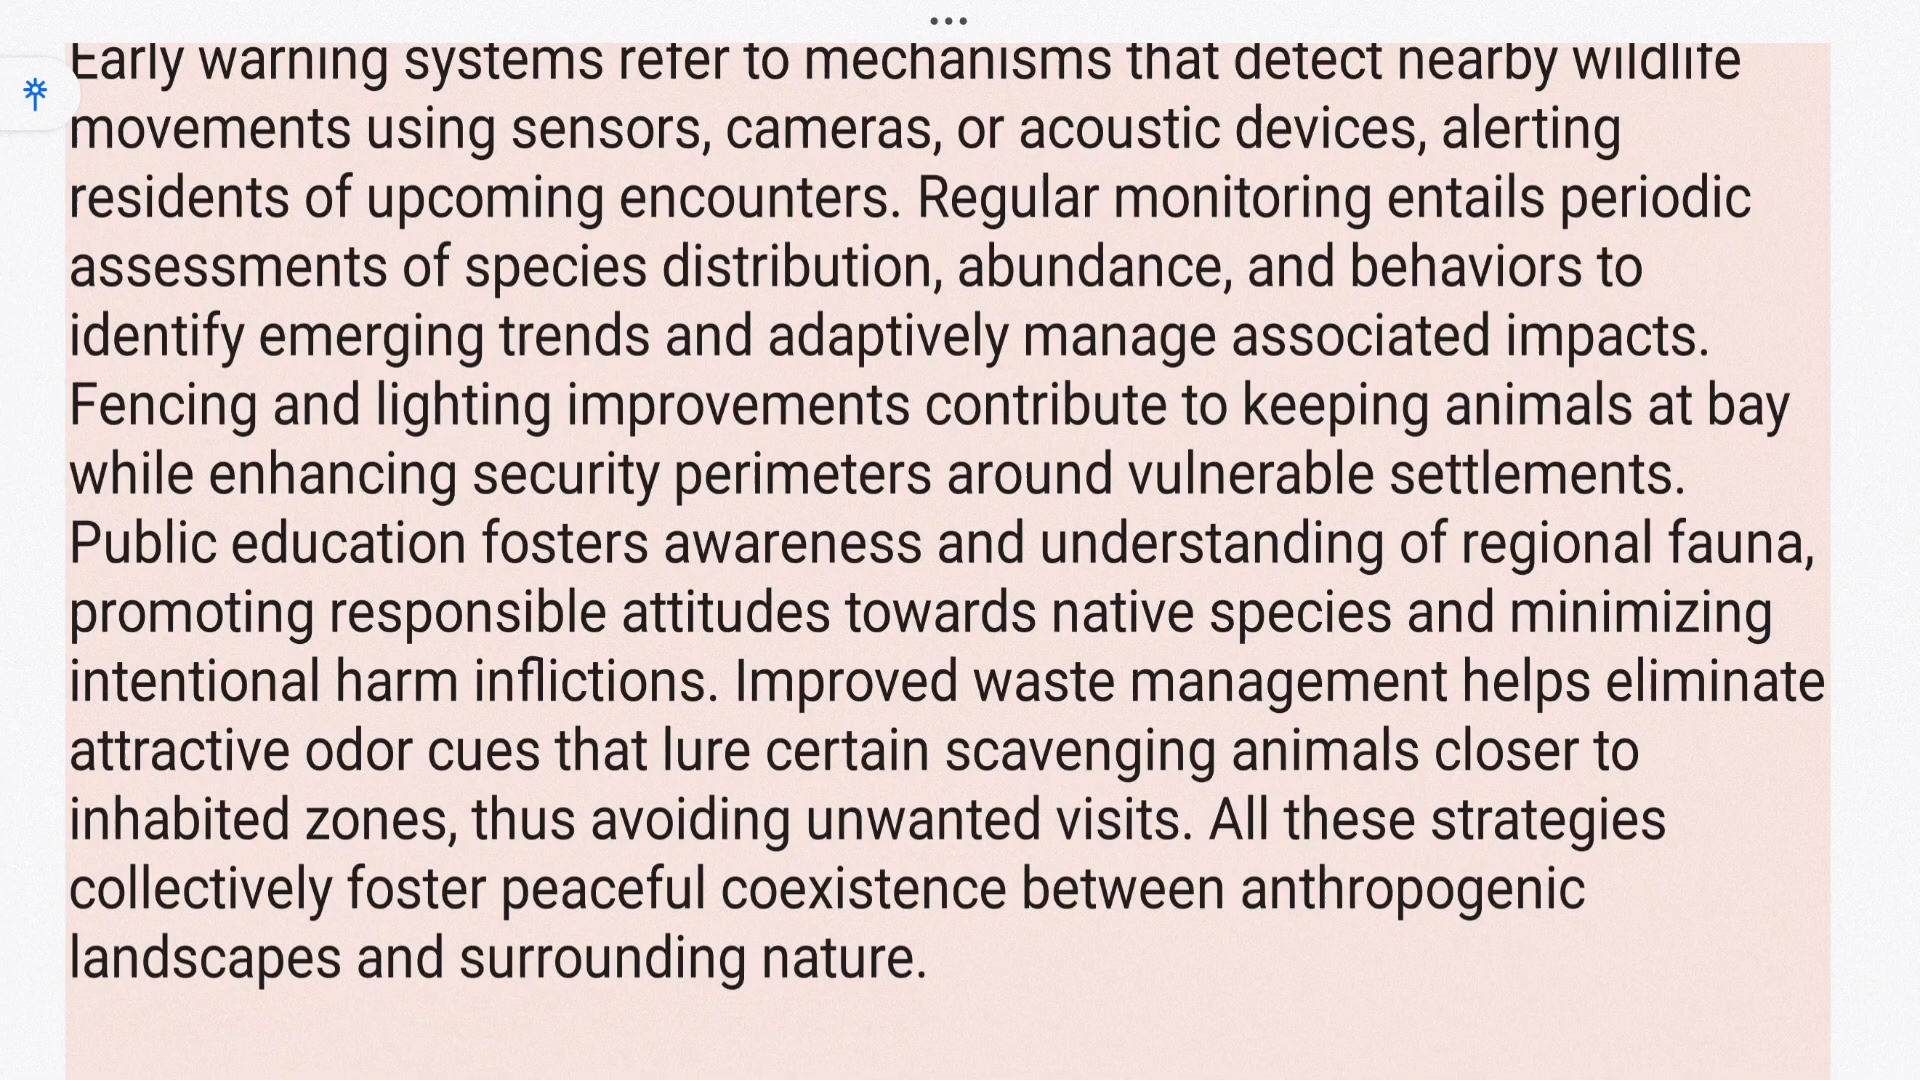 Early warning systems refer to mechanisms that detect nearby wildlife
movements using sensors, cameras, or acoustic devices, alerting
residents of upcoming encounters. Regular monitoring entails periodic
assessments of species distribution, abundance, and behaviors to
identify emerging trends and adaptively manage associated impacts.
Fencing and lighting improvements contribute to keeping animals at bay
while enhancing security perimeters around vulnerable settlements.
Public education fosters awareness and understanding of regional fauna,
promoting responsible attitudes towards native species and minimizing
intentional harm inflictions. Improved waste management helps eliminate
attractive odor cues that lure certain scavenging animals closer to
inhabited zones, thus avoiding unwanted visits. All these strategies
collectively foster peaceful coexistence between anthropogenic
landscapes and surrounding nature.